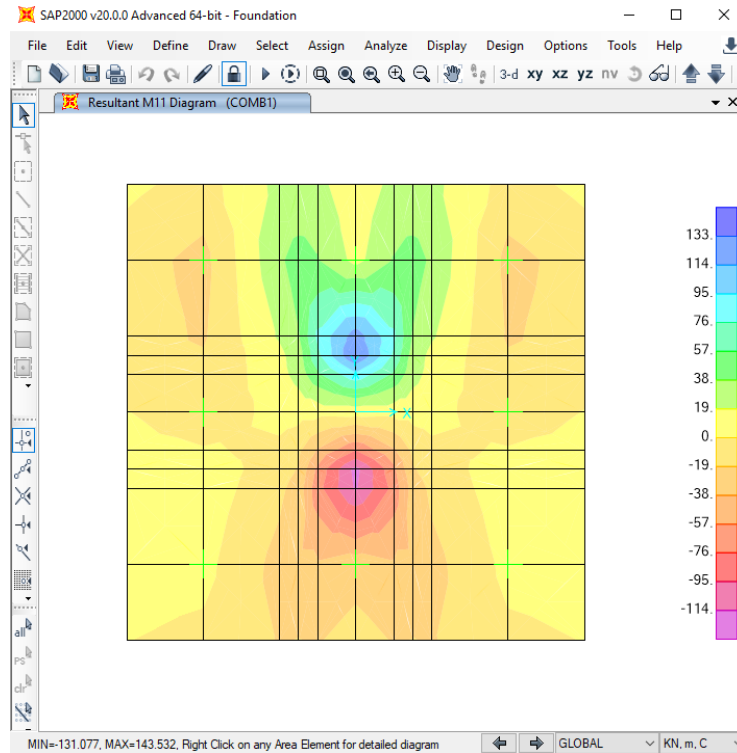 SAP2000 v20.0.0 Advanced 64-bit - Foundation
File Edit View Define Draw Select Assign Analyze Display Design Options Tools Help
3-d xy xz yz nv
Resultant M11 Diagram (COMB1)
133.
114.
95.
76.
57.
38.
19.
0.
-19.
-38.
-57.
-76.
-95.
-114.
X
all
ps
clr
MIN=-131.077, MAX=143.532, Right Click on any Area Element for detailed diagram GLOBAL KN, m, C